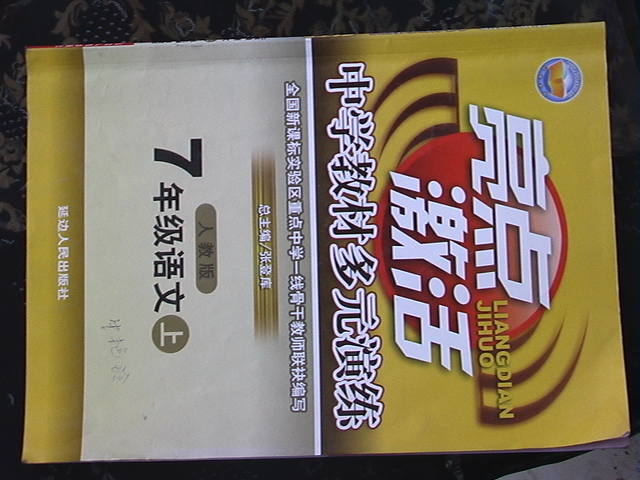 亮点
激活
LIANGDIAN
JIHUO
中学教材多元演练
全国新课标实验区重点中学一线骨干教师联袂编写
总主编/张登库
人教版
7年级语文上
延边人民出版社